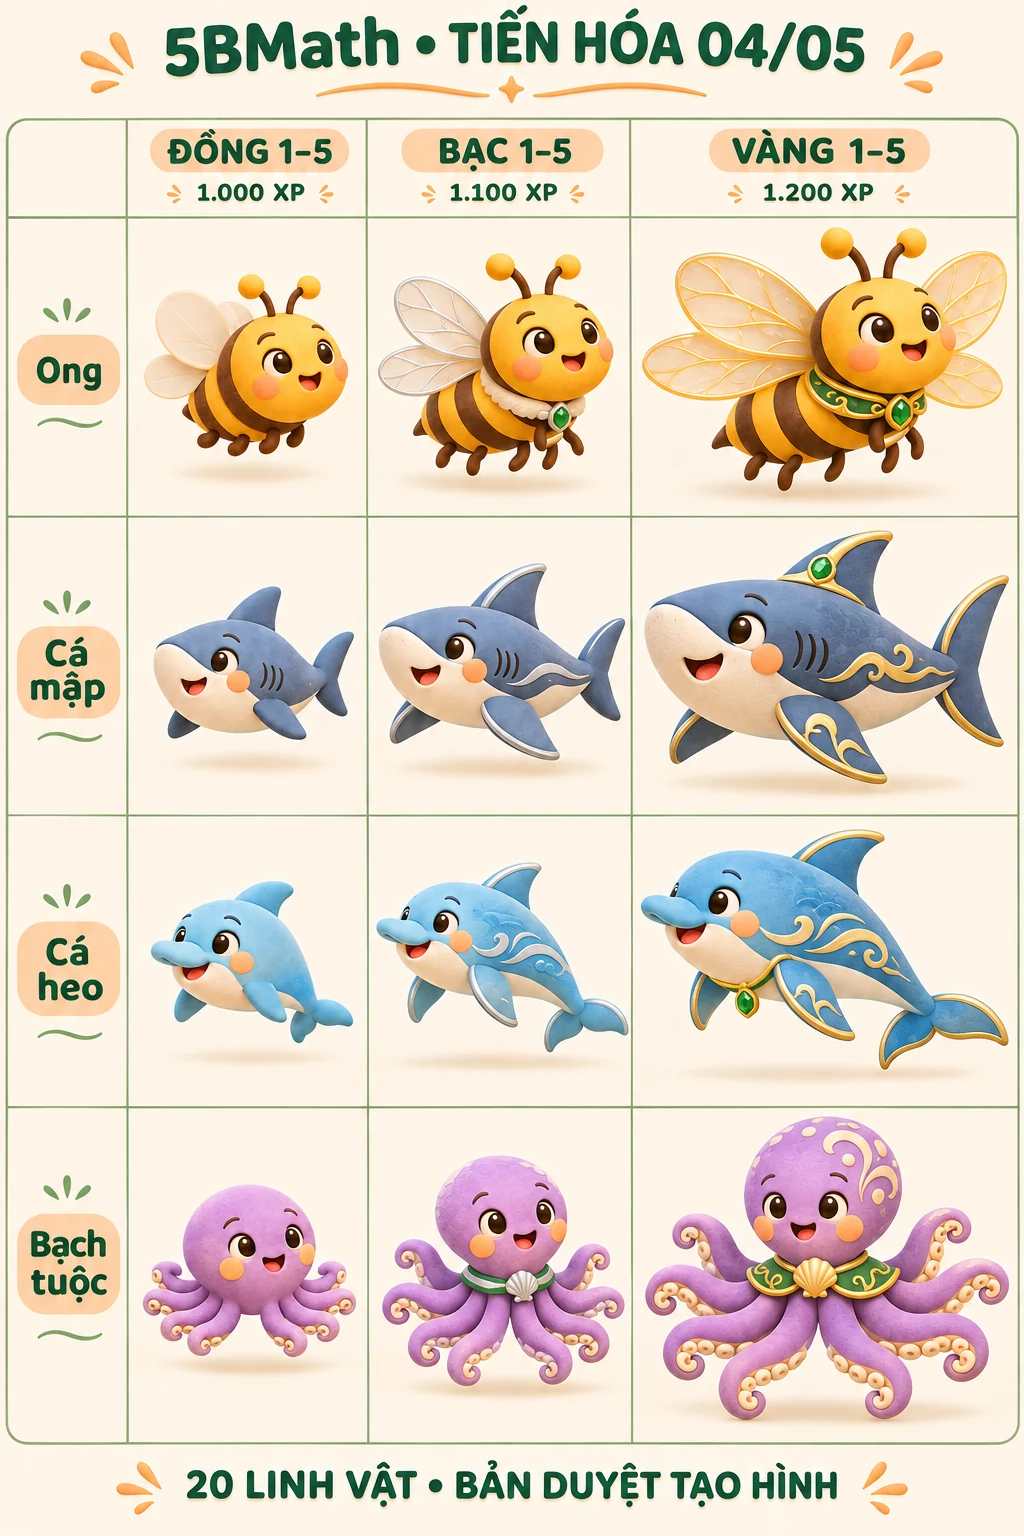 5BMath • TIẾN HÓA 04/05
ĐỒNG 1–5
1.000 XP
BẠC 1–5
1.100 XP
VÀNG 1–5
1.200 XP
Ong
Cá
mập
Cá
heo
Bạch
tuộc
20 LINH VẬT • BẢN DUYỆT TẠO HÌNH